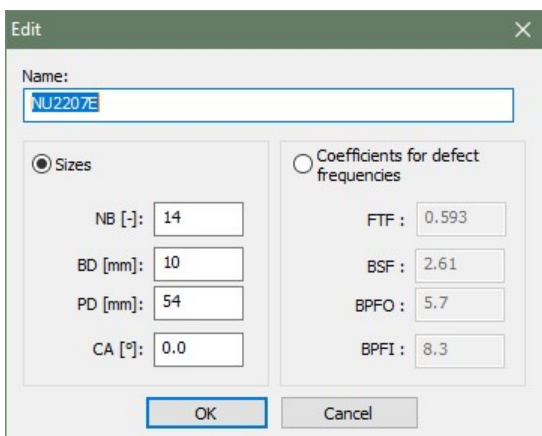 Edit
Name:
NU2207E
Sizes
NB [-]: 14
BD [mm]: 10
PD [mm]: 54
CA [°]: 0.0
Coefficients for defect
frequencies
FTF : 0.593
BSF : 2.61
BPFO : 5.7
BPFI : 8.3
OK Cancel